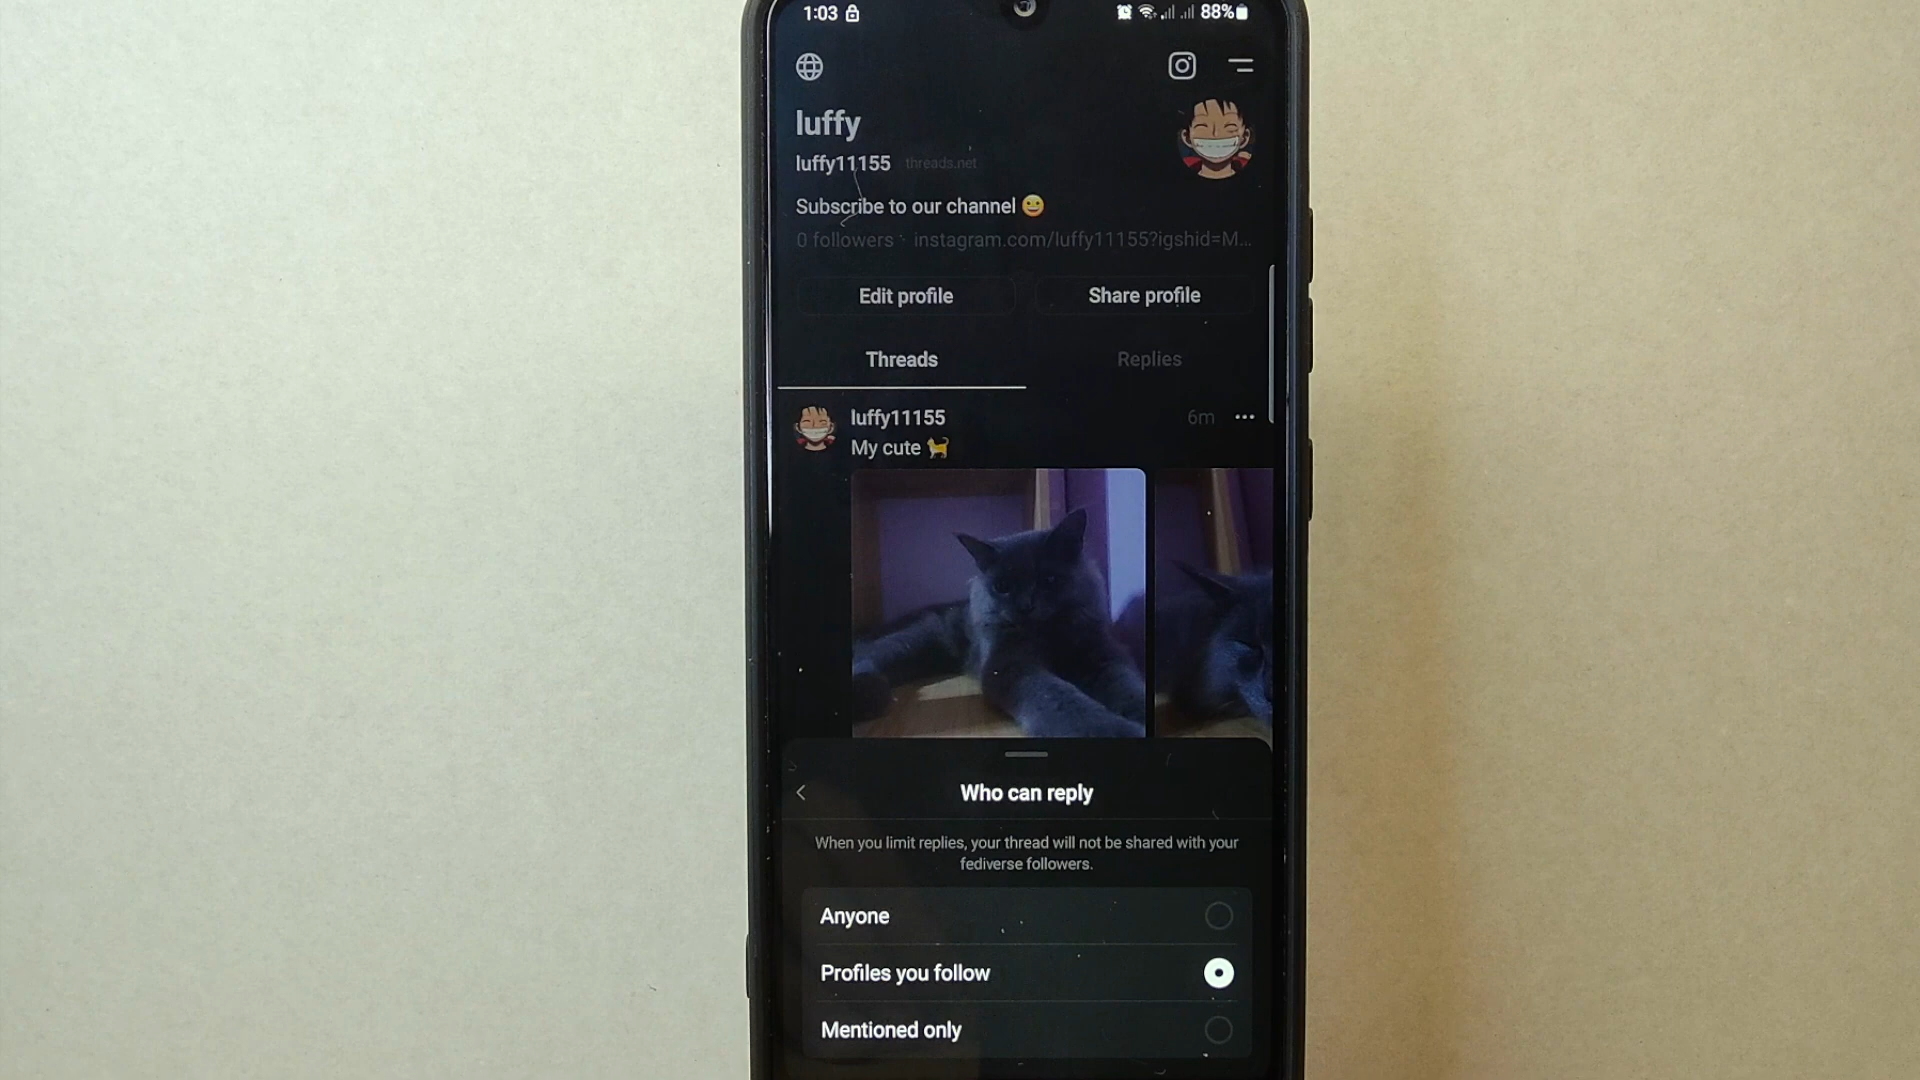 1:03 88%
luffy
luffy11155 threads.net
Subscribe to our channel 😀
0 followers · instagram.com/luffy11155?igshid=M...
Edit profile Share profile
Threads Replies
luffy11155 6m
My cute 🐈
Who can reply
When you limit replies, your thread will not be shared with your
fediverse followers.
Anyone
Profiles you follow
Mentioned only